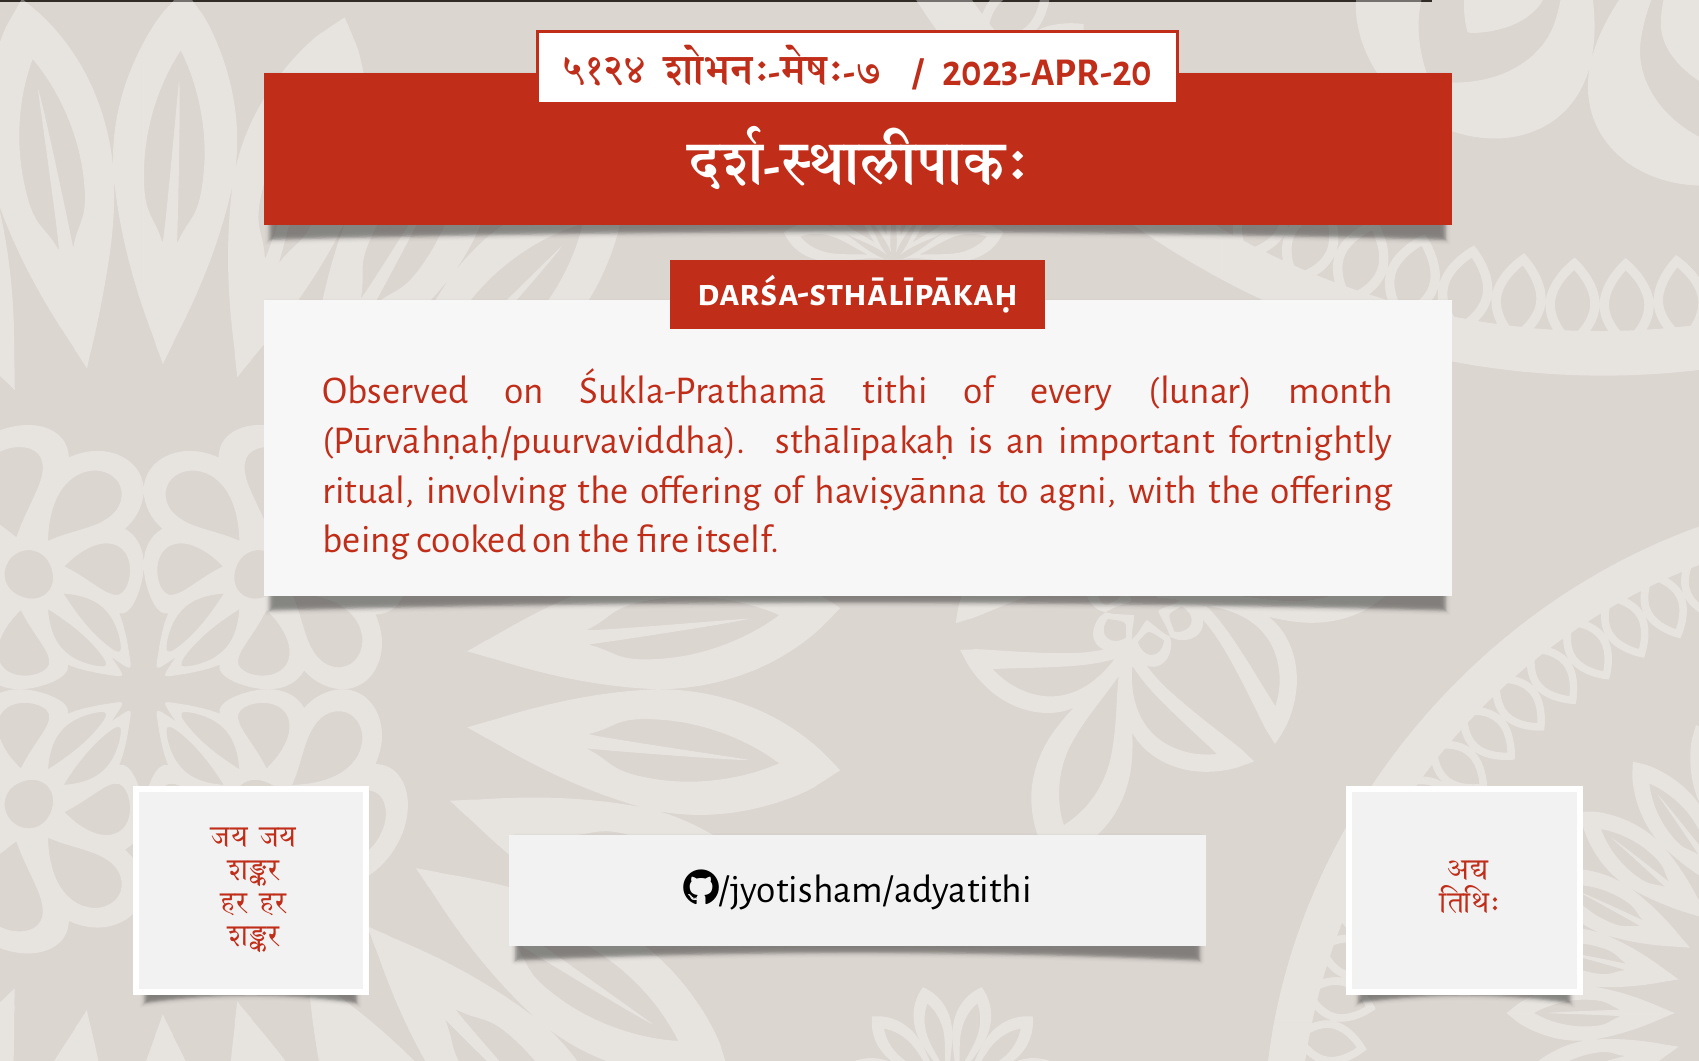 ५१२४ शोभनः-मेषः-७ / 2023-APR-20
दर्श-स्थालीपाकः
DARŚA-STHĀLĪPĀKAḤ
Observed on Śukla-Prathamā tithi of every (lunar) month
(Pūrvāhṇaḥ/puurvaviddha). sthālīpakaḥ is an important fortnightly
ritual, involving the offering of haviṣyānna to agni, with the offering
being cooked on the fire itself.
जय जय
शङ्कर
हर हर
शङ्कर
/jyotisham/adyatithi
अद्य
तिथिः